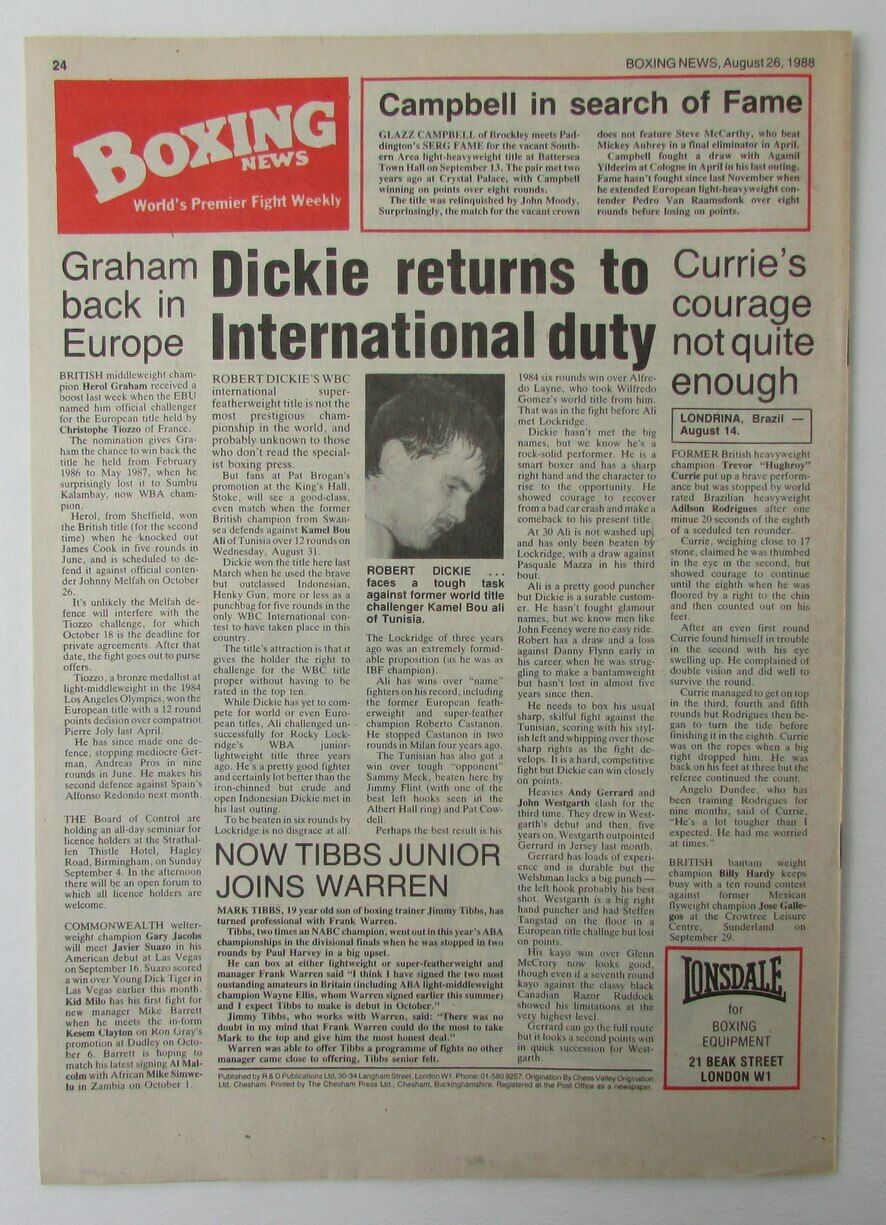 24
BOXING NEWS, August 26, 1988
BOXING
NEWS
World's Premier Fight Weekly
Campbell in search of Fame
GLAZZ CAMPBELL of Brockley meets Pad-
dington's SERG FAME for the vacant South-
ern Area light-heavyweight title at Battersea
Town Hall on September 13. The pair met two
years ago at Crystal Palace, with Campbell
winning on points over eight rounds.
The title was relinquished by John Moody.
Surprinsingly, the match for the vacant crown
does not feature Steve McCarthy, who beat
Mickey Aubrey in a final eliminator in April.
Campbell fought a draw with Agamil
Yilderim at Cologne in April in his last outing.
Fame hasn't fought since last November when
he extended European light-heavyweight con-
tender Pedro Van Raamsdonk over eight
rounds before losing on points.
Graham
back in
Europe
BRITISH middleweight cham-
pion Herol Graham received a
boost last week when the EBU
named him official challenger
for the European title held by
Christophe Tiozzo of France.
The nomination gives Gra-
ham the chance to win back the
title he held from February
1986 to May 1987, when he
surprisingly lost it to Sumbu
Kalambay, now WBA cham-
pion.
Herol, from Sheffield, won
the British title (for the second
time) when he knocked out
James Cook in five rounds in
June, and is scheduled to de-
fend it against official conten-
der Johnny Melfah on October
26.
It's unlikely the Melfah de-
fence will interfere with the
Tiozzo challenge, for which
October 18 is the deadline for
private agreements. After that
date, the fight goes out to purse
offers.
Tiozzo, a bronze medallist at
light-middleweight in the 1984
Los Angeles Olympics, won the
European title with a 12 round
points decision over compatriot
Pierre Joly last April.
He has since made one de-
fence, stopping mediocre Ger-
man, Andreas Pros in nine
rounds in June. He makes his
second defence against Spain's
Alfonso Redondo next month.
THE Board of Control are
holding an all-day seminiar for
licence holders at the Strathal-
len Thistle Hotel, Hagley
Road, Birmingham, on Sunday
September 4. In the afternoon
there will be an open forum to
which all licence holders are
welcome.
COMMONWEALTH welter-
weight champion Gary Jacobs
will meet Javier Suazo in his
American debut at Las Vegas
on September 16. Suazo scored
a win over Young Dick Tiger in
Las Vegas earlier this month.
Kid Milo has his first fight for
new manager Mike Barrett
when he meets the in-form
Kesem Clayton on Ron Gray's
promotion at Dudley on Octo-
ber 6. Barrett is hoping to
match his latest signing Al Mal-
colm with African Mike Simwe-
lu in Zambia on October 1.
Dickie returns to
International duty
ROBERT DICKIE'S WBC
international super-
featherweight title is not the
most prestigious cham-
pionship in the world, and
probably unknown to those
who don't read the special-
ist boxing press.
But fans at Pat Brogan's
promotion at the King's Hall,
Stoke, will see a good-class,
even match when the former
British champion from Swan-
sea defends against Kamel Bou
Ali of Tunisia over 12 rounds on
Wednesday, August 31.
Dickie won the title here last
March when he used the brave
but outclassed Indonesian,
Henky Gun, more or less as a
punchbag for five rounds in the
only WBC International con-
test to have taken place in this
country.
The title's attraction is that it
gives the holder the right to
challenge for the WBC title
proper without having to be
rated in the top ten.
While Dickie has yet to com-
pete for world or even Euro-
pean titles, Ali challenged un-
successfully for Rocky Lock-
ridge's WBA junior-
lightweight title three years
ago. He's a pretty good fighter
and certainly lot better than the
iron-chinned but crude and
open Indonesian Dickie met in
his last outing.
To be beaten in six rounds by
Lockridge is no disgrace at all.
ROBERT DICKIE ...
faces a tough task
against former world title
challenger Kamel Bou ali
of Tunisia.
The Lockridge of three years
ago was an extremely formid-
able proposition (as he was as
IBF champion).
Ali has wins over "name"
fighters on his record, including
the former European feath-
erweight and super-feather
champion Roberto Castanon.
He stopped Castanon in two
rounds in Milan four years ago.
The Tunisian has also got a
win over tough "opponent"
Sammy Meck, beaten here by
Jimmy Flint (with one of the
best left hooks seen in the
Albert Hall ring) and Pat Cow-
dell.
Perhaps the best result is his
1984 six rounds win over Alfre-
do Layne, who took Wilfredo
Gomez's world title from him.
That was in the fight before Ali
met Lockridge.
Dickie hasn't met the big
names, but we know he's a
rock-solid performer. He is a
smart boxer and has a sharp
right hand and the character to
rise to the opportunity. He
showed courage to recover
from a bad car crash and make a
comeback to his present title.
At 30 Ali is not washed up,
and has only been beaten by
Lockridge, with a draw against
Pasquale Mazza in his third
bout.
Ali is a pretty good puncher
but Dickie is a surable custom-
er. He hasn't fought glamour
names, but we know men like
John Feeney were no easy ride.
Robert has a draw and a loss
against Danny Flynn early in
his career when he was strug-
gling to make a bantamweight
but hasn't lost in almost five
years since then.
He needs to box his usual
sharp, skilful fight against the
Tunisian, scoring with his styl-
ish left and whipping over those
sharp rights as the fight de-
velops. It is a hard, competitive
fight but Dickie can win closely
on points.
Heavies Andy Gerrard and
John Westgarth clash for the
third time. They drew in West-
garth's debut and then, five
years on, Westgarth outpointed
Gerrard in Jersey last month.
Gerrard has loads of experi-
ence and is durable but the
Welshman lacks a big punch —
the left hook probably his best
shot. Westgarth is a big right
hand puncher and had Steffen
Tangstad on the floor in a
European title challnge but lost
on points.
His kayo win over Glenn
McCrory now looks good,
though even if a seventh round
kayo against the classy black
Canadian Razor Ruddock
showed his limitations at the
very highest level.
Gerrard can go the full route
but it looks a second points win
in quick succession for West-
garth.
NOW TIBBS JUNIOR
JOINS WARREN
MARK TIBBS, 19 year old son of boxing trainer Jimmy Tibbs, has
turned professional with Frank Warren.
Tibbs, two times an NABC champion, went out in this year's ABA
championships in the divisional finals when he was stopped in two
rounds by Paul Harvey in a big upset.
He can box at either lightweight or super-featherweight and
manager Frank Warren said "I think I have signed the two most
oustanding amateurs in Britain (including ABA light-middleweight
champion Wayne Ellis, whom Warren signed earlier this summer)
and I expect Tibbs to make is debut in October."
Jimmy Tibbs, who works with Warren, said: "There was no
doubt in my mind that Frank Warren could do the most to take
Mark to the top and give him the most honest deal."
Warren was able to offer Tibbs a programme of fights no other
manager came close to offering, Tibbs senior felt.
Published by R & D Publications Ltd, 30-34 Langham Street, London W1. Phone: 01-580 9257. Origination By Chess Valley Origination
Ltd, Chesham. Printed by The Chesham Press Ltd., Chesham, Buckinghamshire. Registered at the Post Office as a newspaper.
Currie's
courage
not quite
enough
LONDRINA, Brazil —
August 14.
FORMER British heavyweight
champion Trevor "Hughroy"
Currie put up a brave perform-
ance but was stopped by world
rated Brazilian heavyweight
Adilson Rodrigues after one
minue 20 seconds of the eighth
of a sceduled ten rounder.
Currie, weighing close to 17
stone, claimed he was thumbed
in the eye in the second, but
showed courage to continue
until the eighth when he was
floored by a right to the chin
and then counted out on his
feet.
After an even first round
Currie found himself in trouble
in the second with his eye
swelling up. He complained of
double vision and did well to
survive the round.
Currie managed to get on top
in the third, fourth and fifth
rounds but Rodrigues then be-
gan to turn the tide before
finishing it in the eighth. Currie
was on the ropes when a big
right dropped him. He was
back on his feet at three but the
referee continued the count.
Angelo Dundee, who has
been training Rodrigues for
nine months, said of Currie,
"He's a lot tougher than I
expected. He had me worried
at times."
BRITISH bantam weight
champion Billy Hardy keeps
busy with a ten round contest
against former Mexican
flyweight champion Jose Galle-
gos at the Crowtree Leisure
Centre, Sunderland on
September 29.
LONSDALE
for
BOXING
EQUIPMENT
21 BEAK STREET
LONDON W1